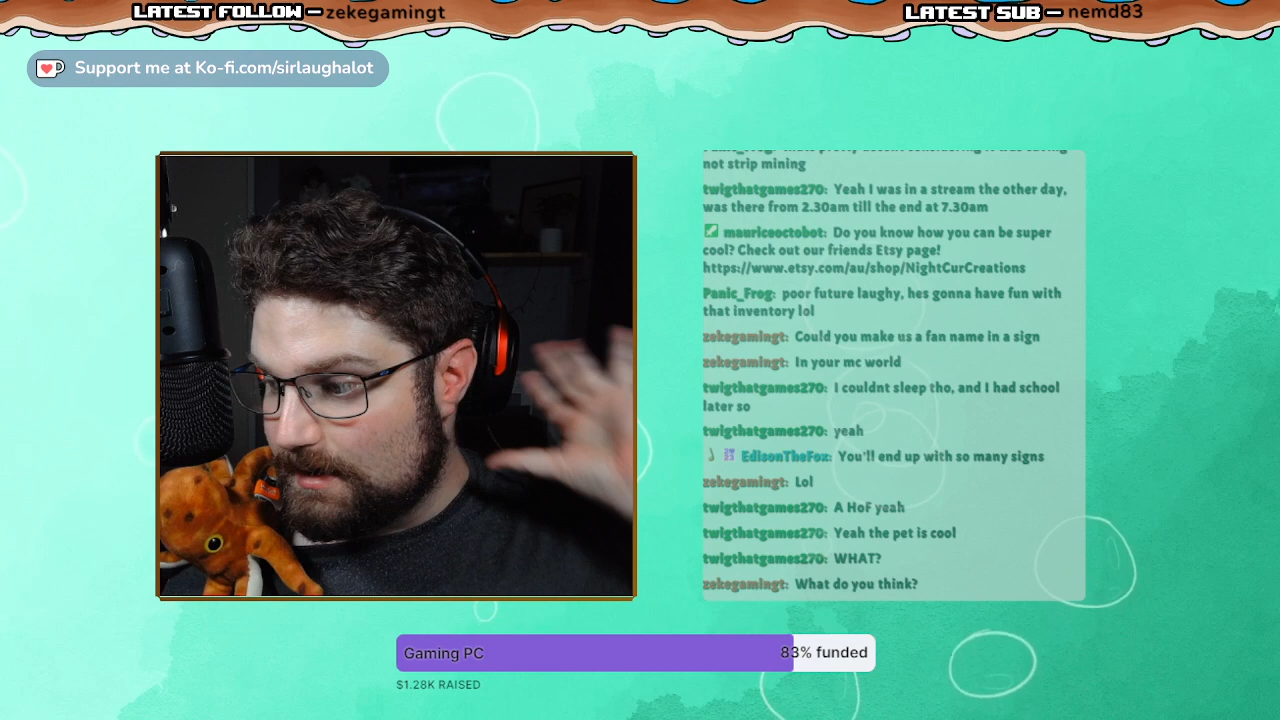 LATEST FOLLOW – zekegamingt
LATEST SUB – nemd83
Support me at Ko-fi.com/sirlaughalot
not strip mining
twigthatgames270: Yeah I was in a stream the other day,
was there from 2.30am till the end at 7.30am
mauriceoctobot: Do you know how you can be super
cool? Check out our friends Etsy page!
https://www.etsy.com/au/shop/NightCurCreations
Panic_Frog: poor future laughy, hes gonna have fun with
that inventory lol
zekegamingt: Could you make us a fan name in a sign
zekegamingt: In your mc world
twigthatgames270: I couldnt sleep tho, and I had school
later so
twigthatgames270: yeah
EdisonTheFox: You'll end up with so many signs
zekegamingt: Lol
twigthatgames270: A HoF yeah
twigthatgames270: Yeah the pet is cool
twigthatgames270: WHAT?
zekegamingt: What do you think?
Gaming PC
83% funded
$1.28K RAISED